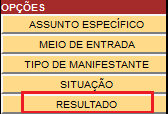 OPÇÕES
ASSUNTO ESPECÍFICO
MEIO DE ENTRADA
TIPO DE MANIFESTANTE
SITUAÇÃO
RESULTADO